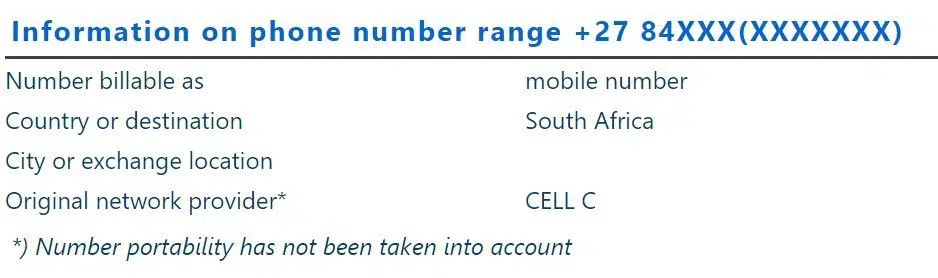 Information on phone number range +27 84XXX(XXXXXXX)
Number billable as mobile number
Country or destination South Africa
City or exchange location
Original network provider* CELL C
*) Number portability has not been taken into account